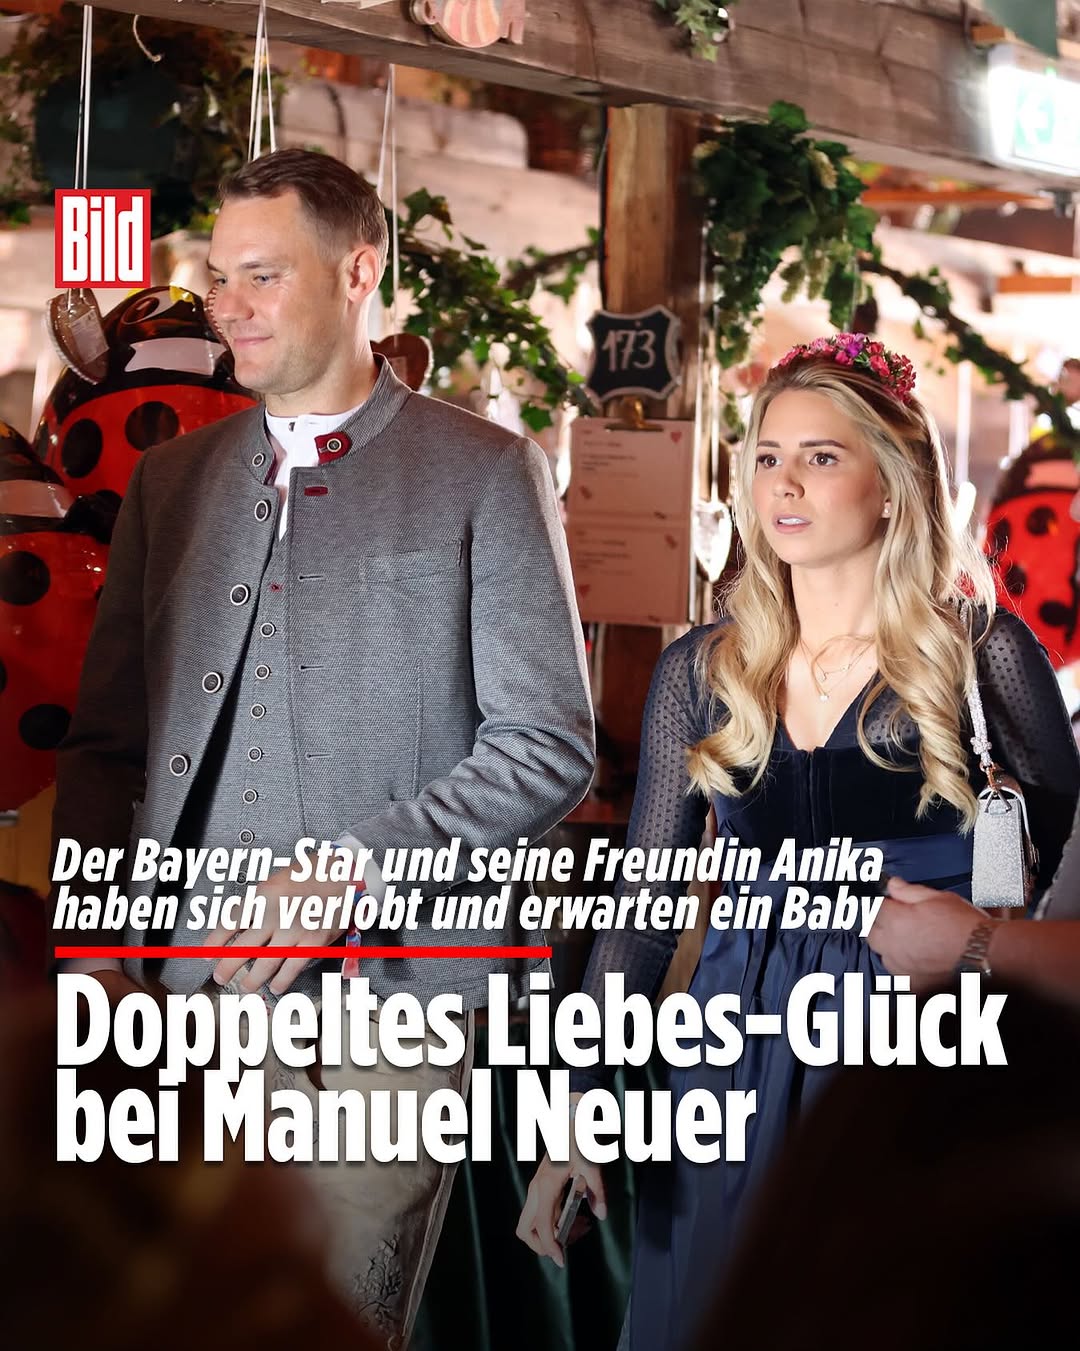 Bild
173
Der Bayern-Star und seine Freundin Anika
haben sich verlobt und erwarten ein Baby
Doppeltes Liebes-Glück
bei Manuel Neuer